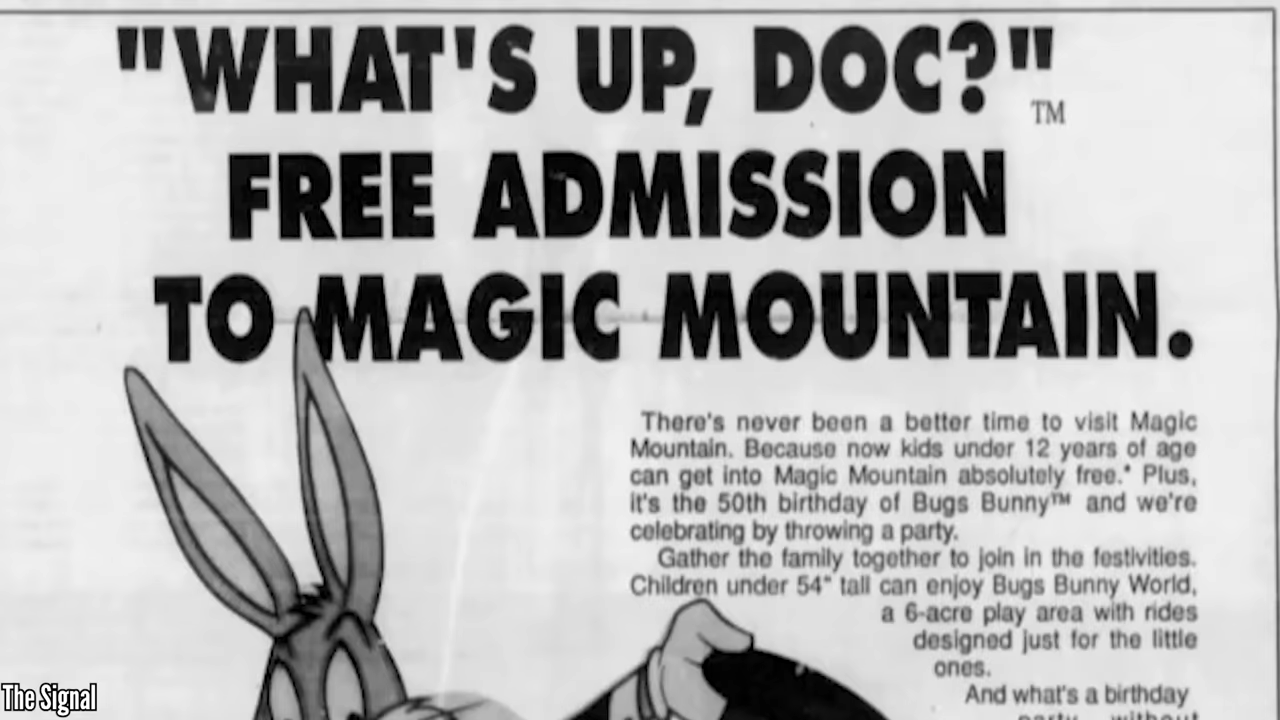 "WHAT'S UP, DOC?"
TM
FREE ADMISSION
TO MAGIC MOUNTAIN.
There's never been a better time to visit Magic
Mountain. Because now kids under 12 years of age
can get into Magic Mountain absolutely free.* Plus,
it's the 50th birthday of Bugs Bunny™ and we're
celebrating by throwing a party.
Gather the family together to join in the festivities.
Children under 54" tall can enjoy Bugs Bunny World,
a 6-acre play area with rides
designed just for the little
ones.
And what's a birthday
party without
The Signal